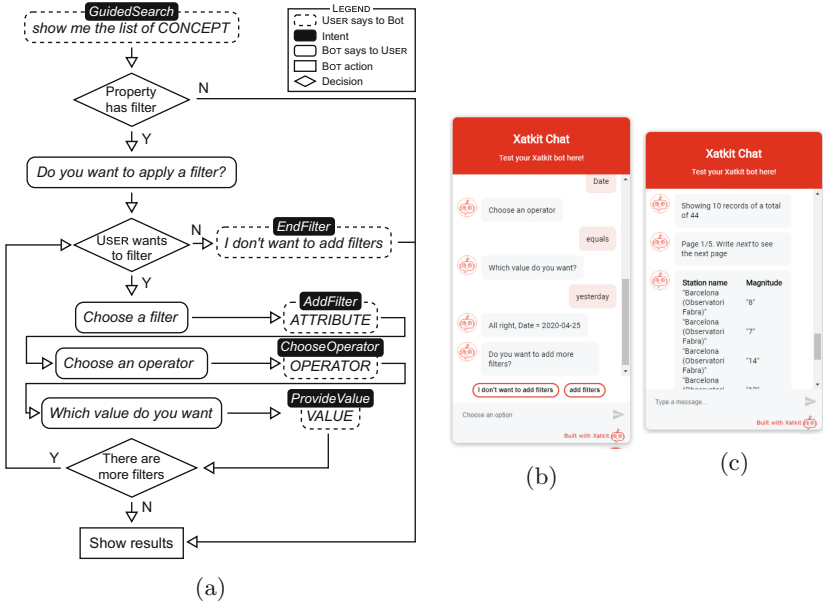 GuidedSearch
show me the list of CONCEPT
LEGEND
USER says to Bot
Intent
BOT says to USER
BOT action
Decision
Property
has filter
N
Y
Do you want to apply a filter?
USER wants
to filter
N
EndFilter
I don't want to add filters
Y
Choose a filter
AddFilter
ATTRIBUTE
Choose an operator
ChooseOperator
OPERATOR
Which value do you want
ProvideValue
VALUE
Y
There are
more filters
N
Show results
(a)
Xatkit Chat
Test your Xatkit bot here!
Date
Choose an operator
equals
Which value do you want?
yesterday
All right, Date = 2020-04-25
Do you want to add more
filters?
I don't want to add filters
add filters
Choose an option
Built with Xatkit
(b)
Xatkit Chat
Test your Xatkit bot here!
Showing 10 records of a total
of 44
Page 1/5. Write next to see
the next page
Station name Magnitude
"Barcelona
(Observatori
Fabra)"
"8"
"Barcelona
(Observatori
Fabra)"
"7"
"Barcelona
(Observatori
Fabra)"
"14"
"Barcelona
(Observatori
Type a message...
Built with Xatkit
(c)